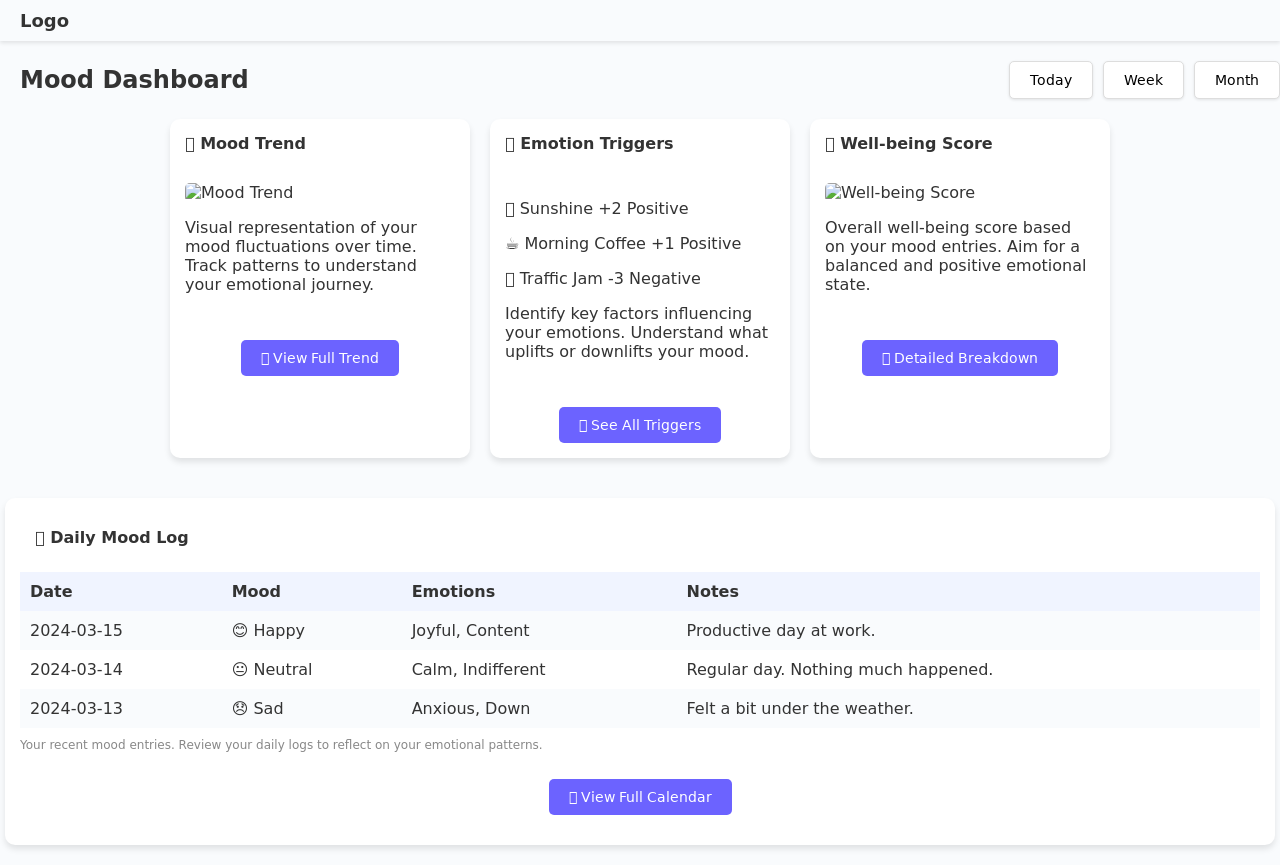 Logo
Mood Dashboard
Today
Week
Month
Mood Trend
Mood Trend
Visual representation of your
mood fluctuations over time.
Track patterns to understand
your emotional journey.
View Full Trend
Emotion Triggers
Sunshine +2 Positive
☕ Morning Coffee +1 Positive
Traffic Jam -3 Negative
Identify key factors influencing
your emotions. Understand what
uplifts or downlifts your mood.
See All Triggers
Well-being Score
Well-being Score
Overall well-being score based
on your mood entries. Aim for a
balanced and positive emotional
state.
Detailed Breakdown
Daily Mood Log
Date Mood Emotions Notes
2024-03-15 😊 Happy Joyful, Content Productive day at work.
2024-03-14 😐 Neutral Calm, Indifferent Regular day. Nothing much happened.
2024-03-13 😞 Sad Anxious, Down Felt a bit under the weather.
Your recent mood entries. Review your daily logs to reflect on your emotional patterns.
View Full Calendar